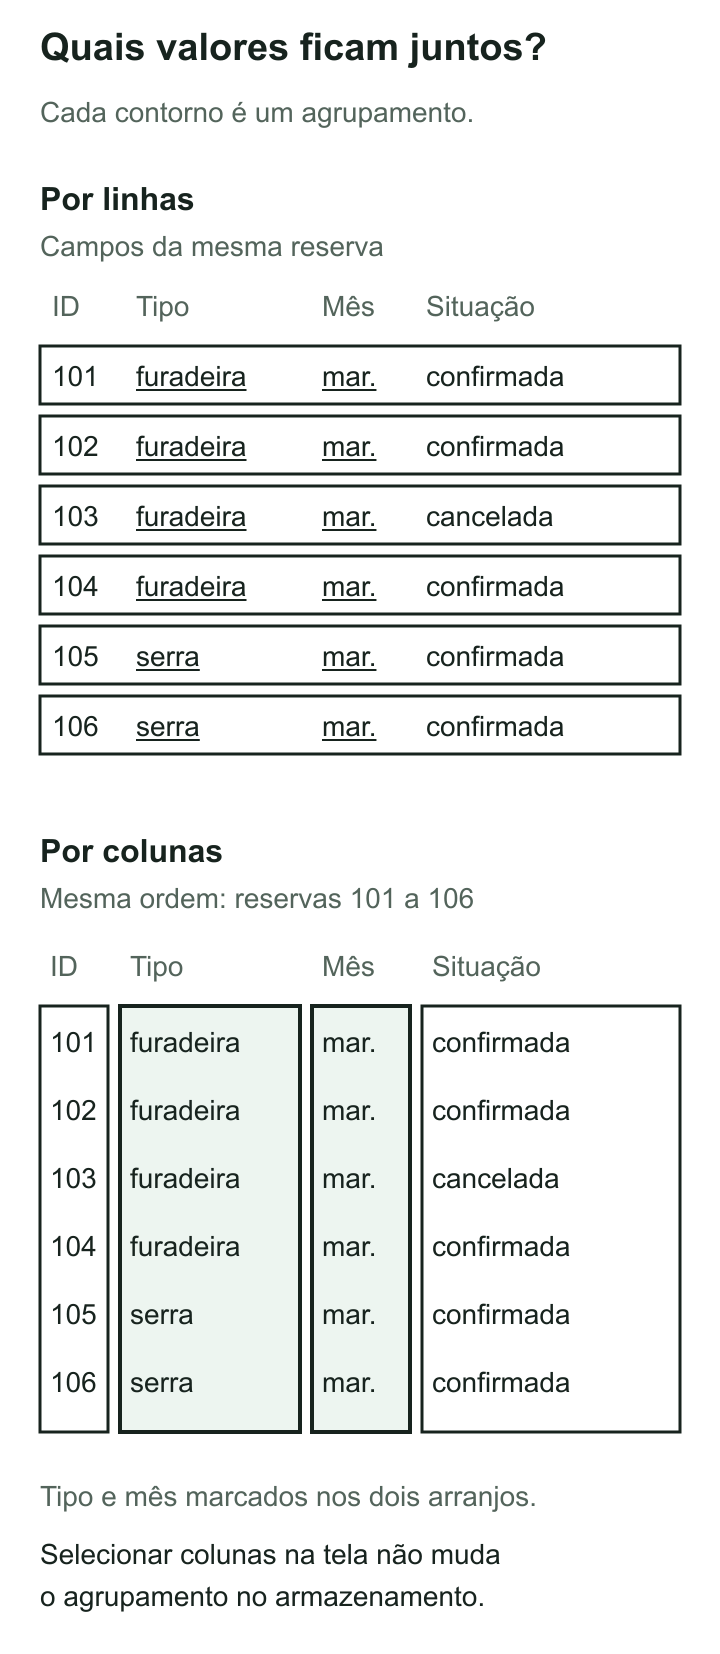 Quais valores ficam juntos?
Cada contorno é um agrupamento.
Por linhas
Campos da mesma reserva
ID Tipo Mês Situação
101 furadeira mar. confirmada
102 furadeira mar. confirmada
103 furadeira mar. cancelada
104 furadeira mar. confirmada
105 serra mar. confirmada
106 serra mar. confirmada
Por colunas
Mesma ordem: reservas 101 a 106
ID Tipo Mês Situação
101 furadeira mar. confirmada
102 furadeira mar. confirmada
103 furadeira mar. cancelada
104 furadeira mar. confirmada
105 serra mar. confirmada
106 serra mar. confirmada
Tipo e mês marcados nos dois arranjos.
Selecionar colunas na tela não muda
o agrupamento no armazenamento.